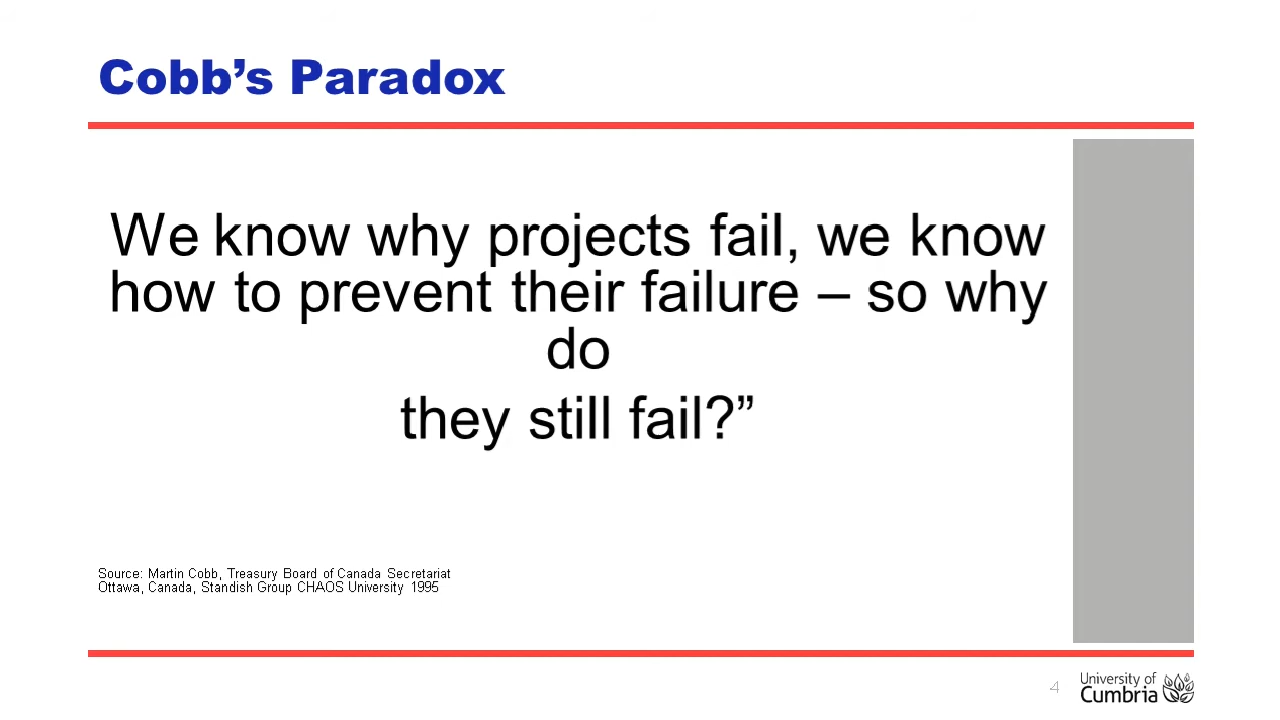 Cobb’s Paradox
We know why projects fail, we know
how to prevent their failure – so why
do
they still fail?”
Source: Martin Cobb, Treasury Board of Canada Secretariat
Ottawa, Canada, Standish Group CHAOS University 1995
4
University of
Cumbria